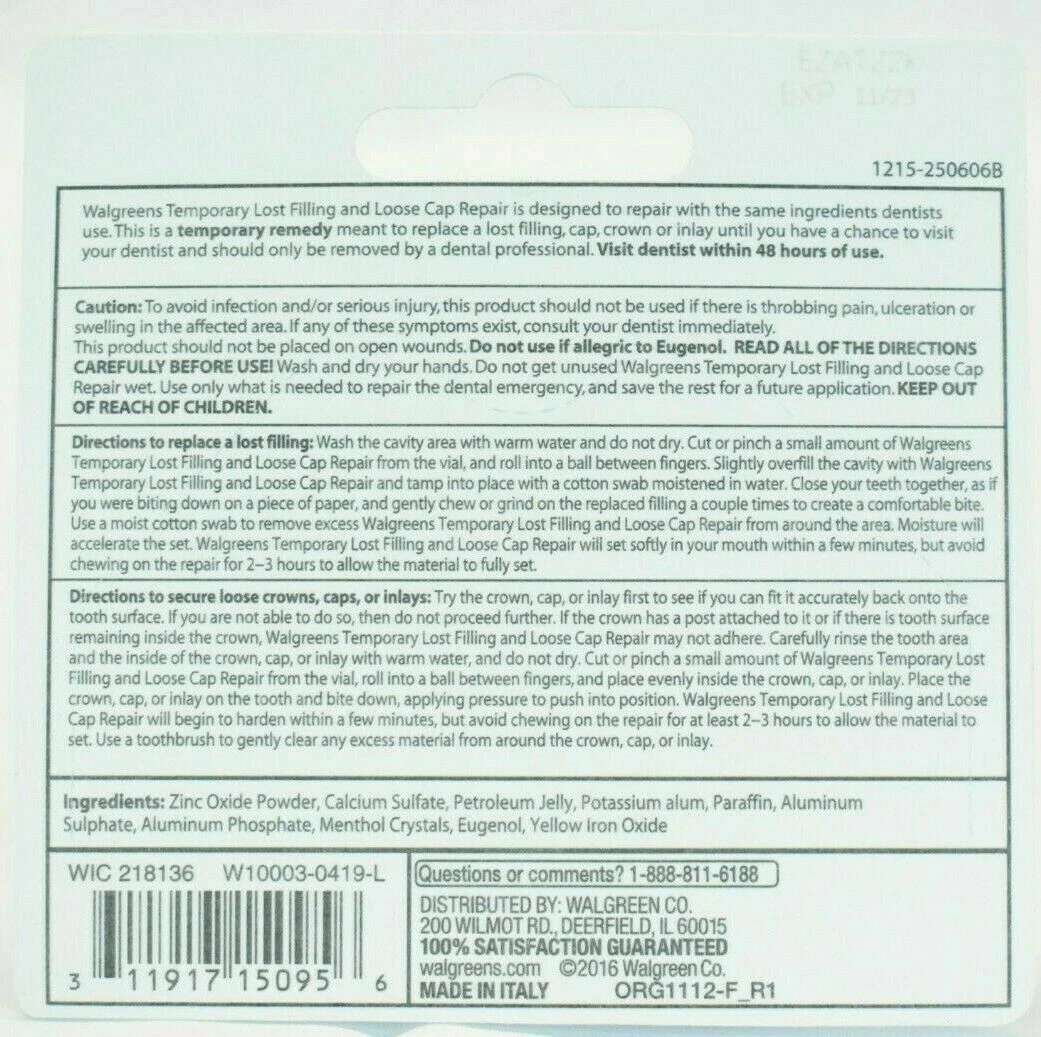 EXP 11/23
1215-250606B
Walgreens Temporary Lost Filling and Loose Cap Repair is designed to repair with the same ingredients dentists
use. This is a temporary remedy meant to replace a lost filling, cap, crown or inlay until you have a chance to visit
your dentist and should only be removed by a dental professional. Visit dentist within 48 hours of use.
Caution: To avoid infection and/or serious injury, this product should not be used if there is throbbing pain, ulceration or
swelling in the affected area. If any of these symptoms exist, consult your dentist immediately.
This product should not be placed on open wounds. Do not use if allegric to Eugenol. READ ALL OF THE DIRECTIONS
CAREFULLY BEFORE USE! Wash and dry your hands. Do not get unused Walgreens Temporary Lost Filling and Loose Cap
Repair wet. Use only what is needed to repair the dental emergency, and save the rest for a future application. KEEP OUT
OF REACH OF CHILDREN.
Directions to replace a lost filling: Wash the cavity area with warm water and do not dry. Cut or pinch a small amount of Walgreens
Temporary Lost Filling and Loose Cap Repair from the vial, and roll into a ball between fingers. Slightly overfill the cavity with Walgreens
Temporary Lost Filling and Loose Cap Repair and tamp into place with a cotton swab moistened in water. Close your teeth together, as if
you were biting down on a piece of paper, and gently chew or grind on the replaced filling a couple times to create a comfortable bite.
Use a moist cotton swab to remove excess Walgreens Temporary Lost Filling and Loose Cap Repair from around the area. Moisture will
accelerate the set. Walgreens Temporary Lost Filling and Loose Cap Repair will set softly in your mouth within a few minutes, but avoid
chewing on the repair for 2–3 hours to allow the material to fully set.
Directions to secure loose crowns, caps, or inlays: Try the crown, cap, or inlay first to see if you can fit it accurately back onto the
tooth surface. If you are not able to do so, then do not proceed further. If the crown has a post attached to it or if there is tooth surface
remaining inside the crown, Walgreens Temporary Lost Filling and Loose Cap Repair may not adhere. Carefully rinse the tooth area
and the inside of the crown, cap, or inlay with warm water, and do not dry. Cut or pinch a small amount of Walgreens Temporary Lost
Filling and Loose Cap Repair from the vial, roll into a ball between fingers, and place evenly inside the crown, cap, or inlay. Place the
crown, cap, or inlay on the tooth and bite down, applying pressure to push into position. Walgreens Temporary Lost Filling and Loose
Cap Repair will begin to harden within a few minutes, but avoid chewing on the repair for at least 2–3 hours to allow the material to
set. Use a toothbrush to gently clear any excess material from around the crown, cap, or inlay.
Ingredients: Zinc Oxide Powder, Calcium Sulfate, Petroleum Jelly, Potassium alum, Paraffin, Aluminum
Sulphate, Aluminum Phosphate, Menthol Crystals, Eugenol, Yellow Iron Oxide
WIC 218136 W10003-0419-L
3 11917 15095 6
Questions or comments? 1-888-811-6188
DISTRIBUTED BY: WALGREEN CO.
200 WILMOT RD., DEERFIELD, IL 60015
100% SATISFACTION GUARANTEED
walgreens.com ©2016 Walgreen Co.
MADE IN ITALY ORG1112-F_R1